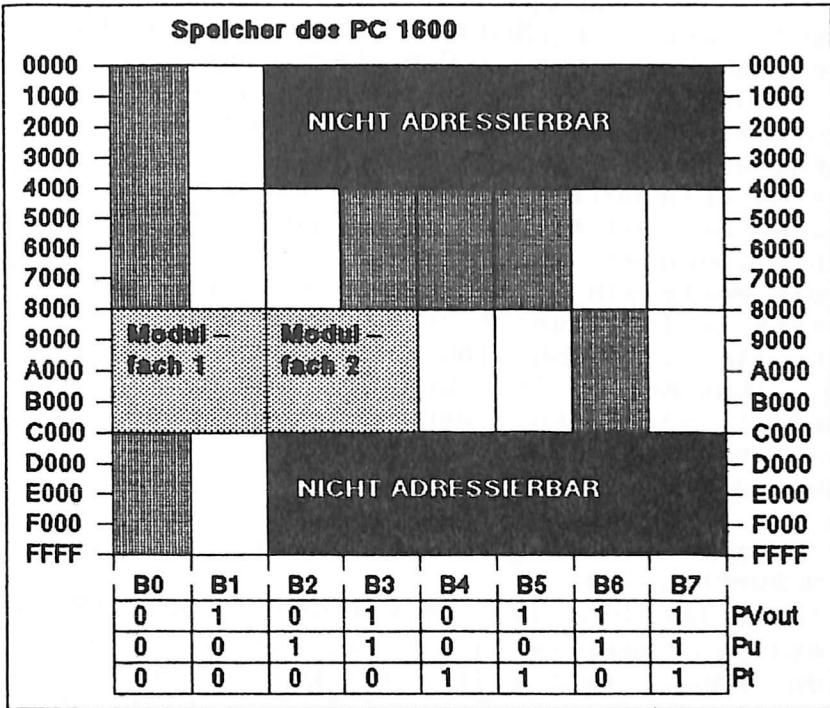 Speicher des PC 1600
0000 0000
1000 1000
2000 NICHT ADRESSIERBAR 2000
3000 3000
4000 4000
5000 5000
6000 6000
7000 7000
8000 8000
9000 Modul- Modul- 9000
A000 fach 1 fach 2 A000
B000 B000
C000 C000
D000 D000
E000 NICHT ADRESSIERBAR E000
F000 F000
FFFF FFFF
B0 B1 B2 B3 B4 B5 B6 B7
0 1 0 1 0 1 1 1 PVout
0 0 1 1 0 0 1 1 Pu
0 0 0 0 1 1 0 1 Pt